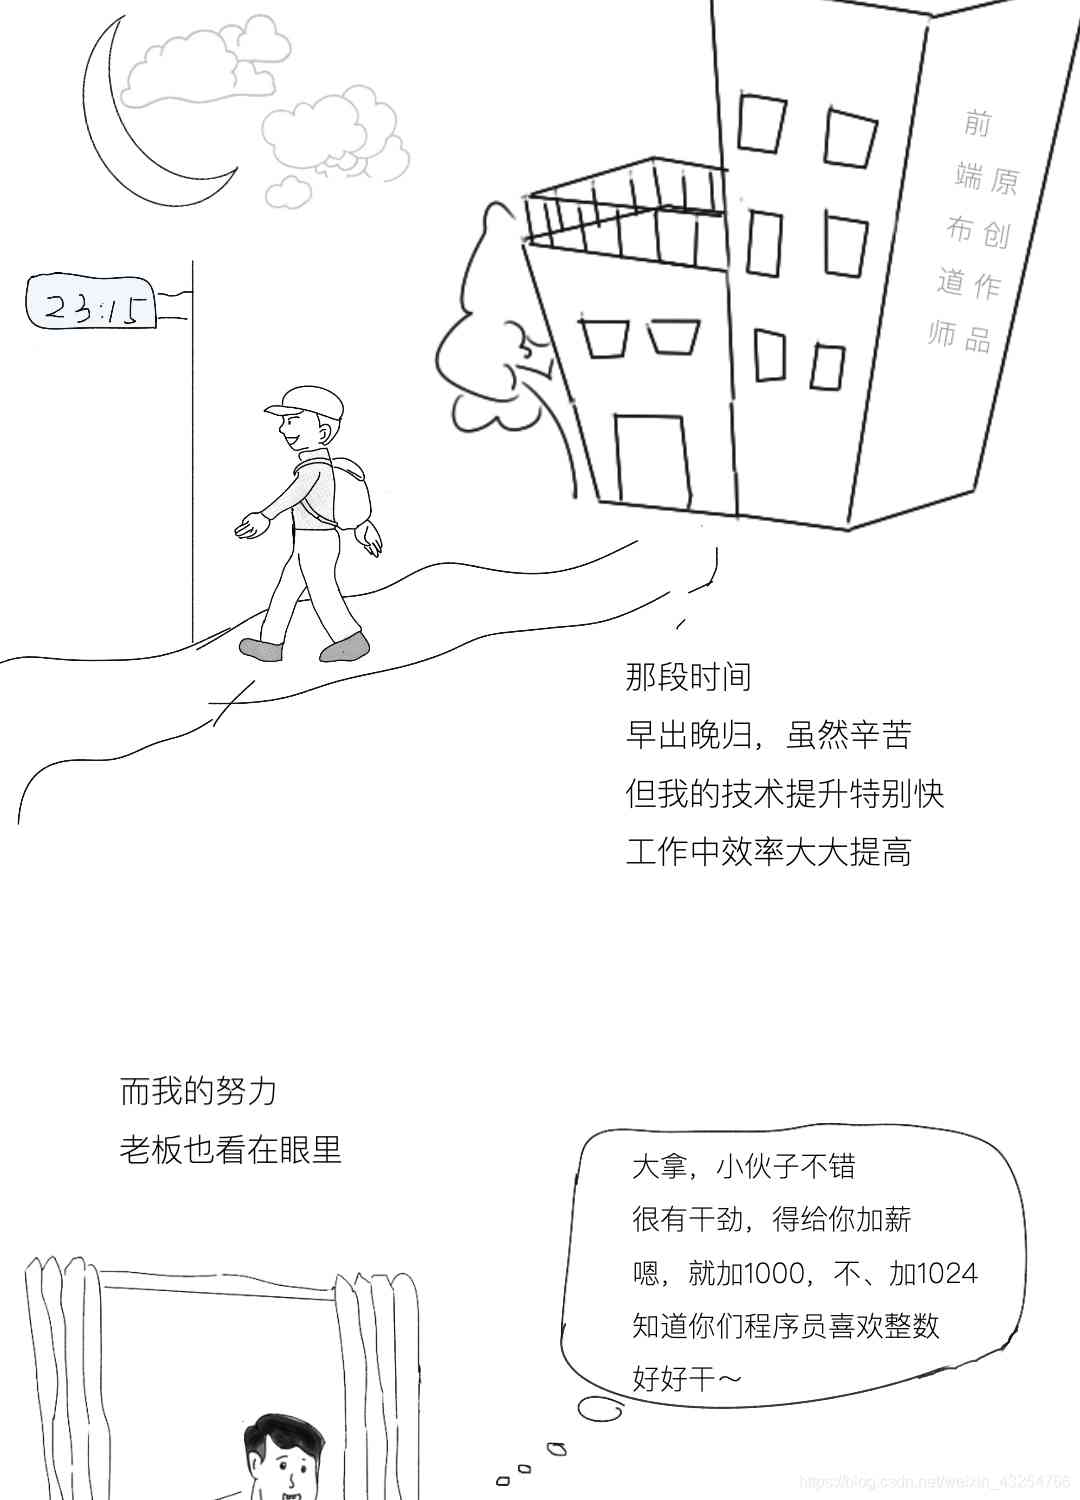 前端布道师
原创作品
23:15
那段时间
早出晚归，虽然辛苦
但我的技术提升特别快
工作中效率大大提高
而我的努力
老板也看在眼里
大拿，小伙子不错
很有干劲，得给你加薪
嗯，就加1000，不、加1024
知道你们程序员喜欢整数
好好干～
https://blog.csdn.net/weixin_43254766